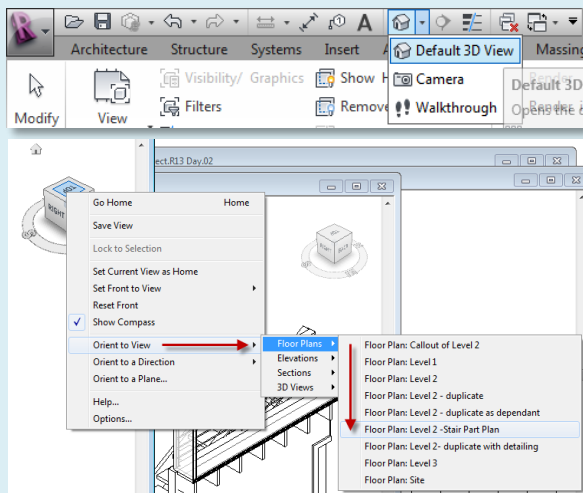 Architecture Structure Systems Insert
Massing
Default 3D View
Camera
Walkthrough
Default 3D
Opens the
Modify
View
Visibility/ Graphics
Filters
Show
Remove
ect.R13 Day.02
RIGHT
Go Home Home
Save View
Lock to Selection
Set Current View as Home
Set Front to View
Reset Front
Show Compass
Orient to View
Orient to a Direction
Orient to a Plane...
Help...
Options...
Floor Plans
Elevations
Sections
3D Views
Floor Plan: Callout of Level 2
Floor Plan: Level 1
Floor Plan: Level 2
Floor Plan: Level 2 - duplicate
Floor Plan: Level 2 - duplicate as dependant
Floor Plan: Level 2 -Stair Part Plan
Floor Plan: Level 2- duplicate with detailing
Floor Plan: Level 3
Floor Plan: Site